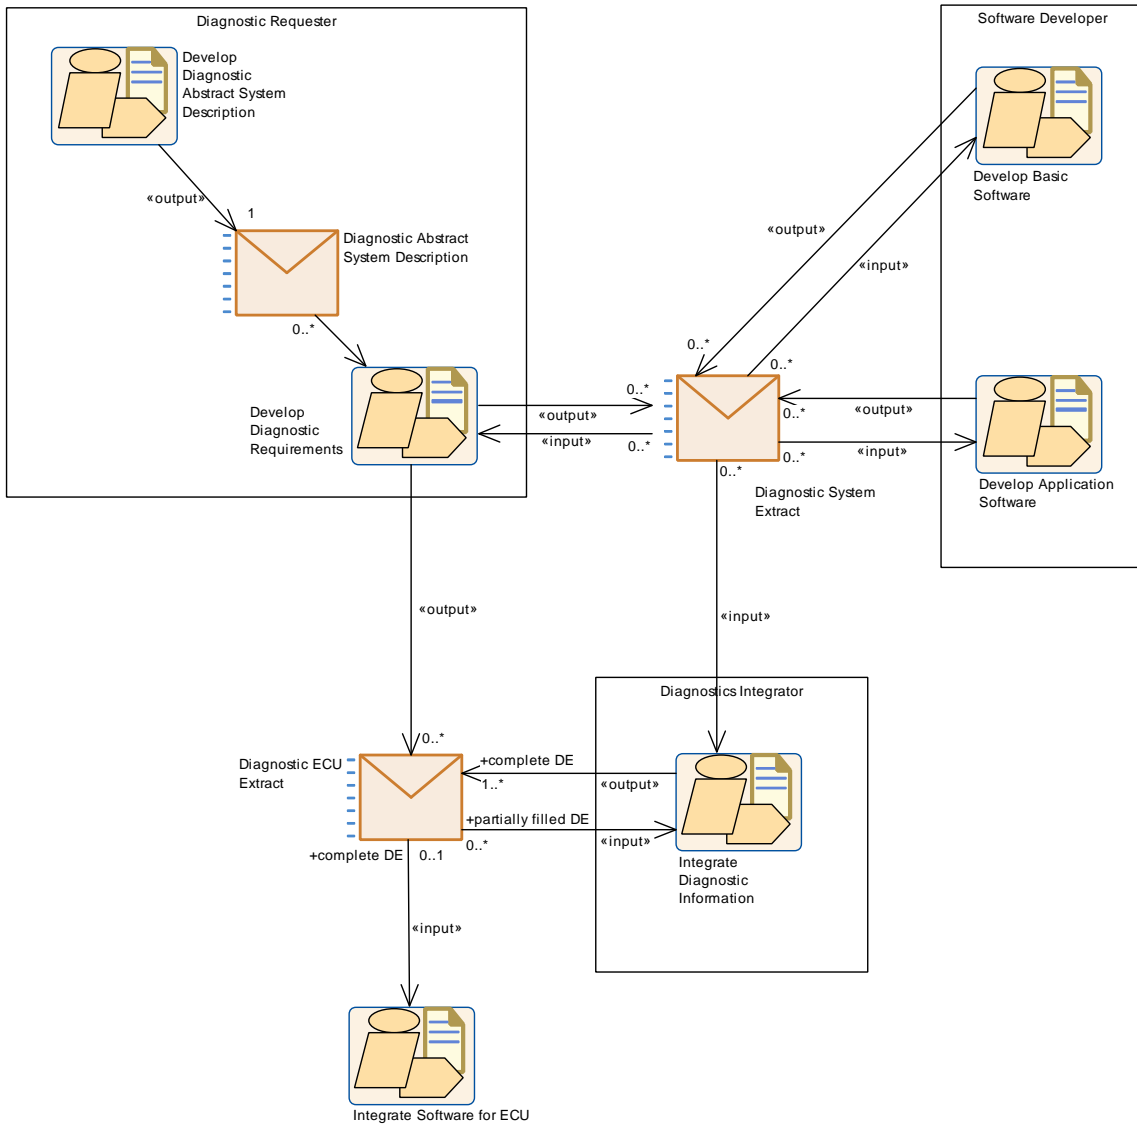 Diagnostic Requester
Software Developer
Develop
Diagnostic
Abstract System
Description
«output»
1
Diagnostic Abstract
System Description
0..*
Develop Basic
Software
«output»
«input»
0..*
0..*
Develop
Diagnostic
Requirements
0..*
«output»
«input»
0..*
0..*
«output»
0..*
«input»
0..*
Diagnostic System
Extract
Develop Application
Software
«output»
«input»
Diagnostics Integrator
0..*
Diagnostic ECU
Extract
+complete DE
1..*
«output»
+partially filled DE
0..*
«input»
+complete DE
0..1
Integrate
Diagnostic
Information
«input»
Integrate Software for ECU